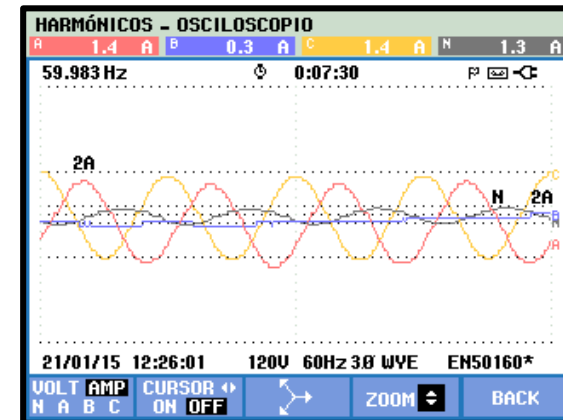 HARMÓNICOS - OSCILOSCOPIO
A 1.4 A B 0.3 A C 1.4 A N 1.3 A
59.983 Hz 0:07:30
2A
N 2A
C
B
N
A
21/01/15 12:26:01 120V 60Hz 3Ø WYE EN50160*
VOLT AMP CURSOR ZOOM BACK
N A B C ON OFF